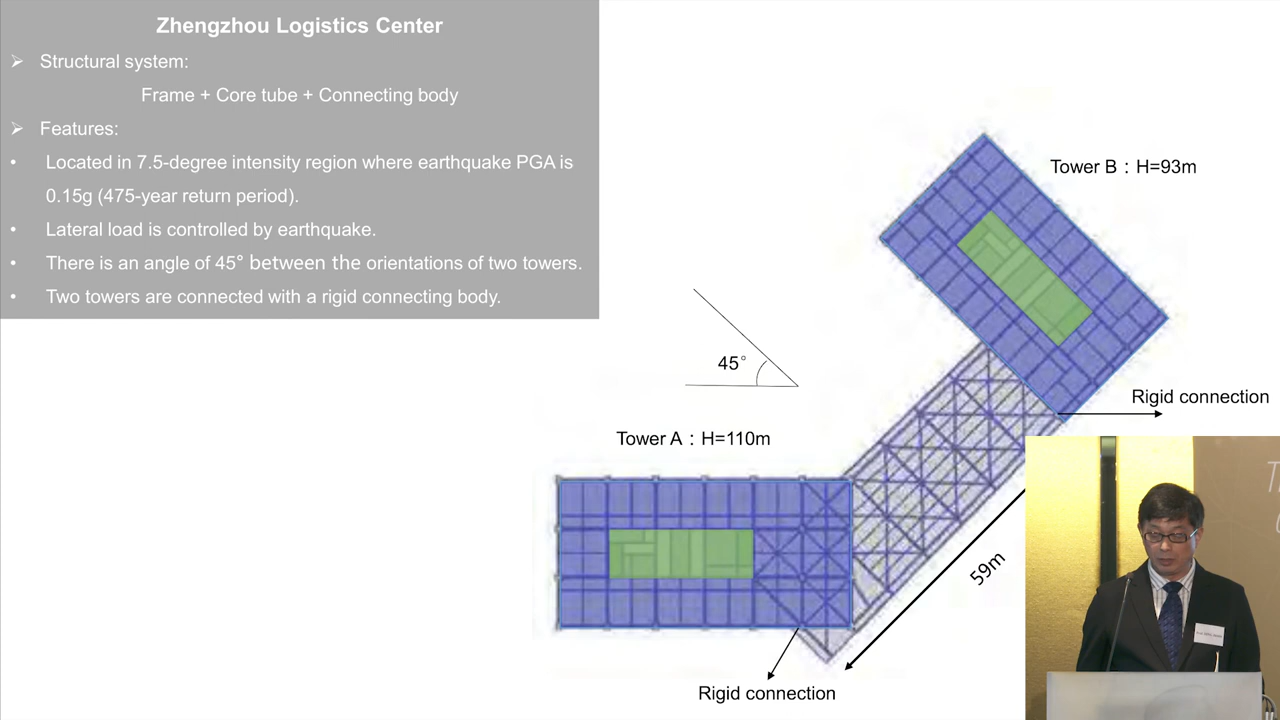 Zhengzhou Logistics Center
➢ Structural system:
Frame + Core tube + Connecting body
➢ Features:
• Located in 7.5-degree intensity region where earthquake PGA is
0.15g (475-year return period).
• Lateral load is controlled by earthquake.
• There is an angle of 45° between the orientations of two towers.
• Two towers are connected with a rigid connecting body.
Tower B：H=93m
45°
Rigid connection
Tower A：H=110m
59m
Rigid connection